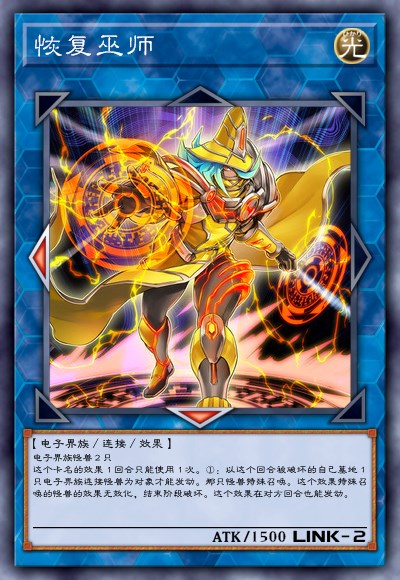 恢复巫师
ひかり
光
【电子界族／连接／效果】
电子界族怪兽２只
这个卡名的效果１回合只能使用１次。①：以这个回合被破坏的自己墓地１
只电子界族连接怪兽为对象才能发动。那只怪兽特殊召唤。这个效果特殊召
唤的怪兽的效果无效化，结束阶段破坏。这个效果在对方回合也能发动。
ATK/1500 LINK-2